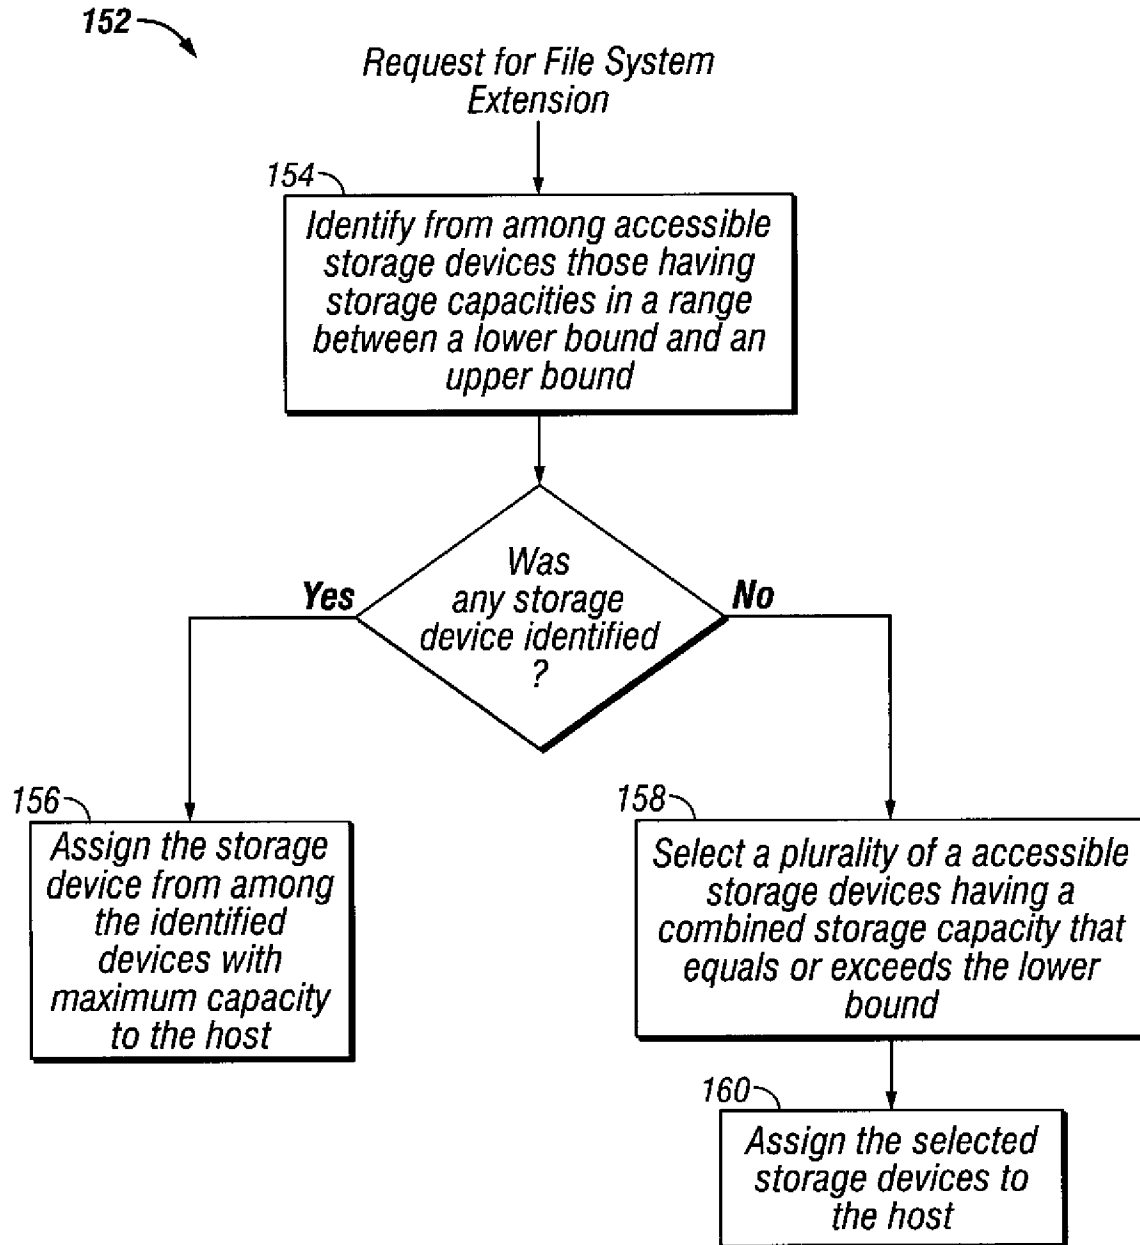 152
Request for File System
Extension
154
Identify from among accessible
storage devices those having
storage capacities in a range
between a lower bound and an
upper bound
Was
any storage
device identified
?
Yes
No
156
Assign the storage
device from among
the identified
devices with
maximum capacity
to the host
158
Select a plurality of a accessible
storage devices having a
combined storage capacity that
equals or exceeds the lower
bound
160
Assign the selected
storage devices to
the host